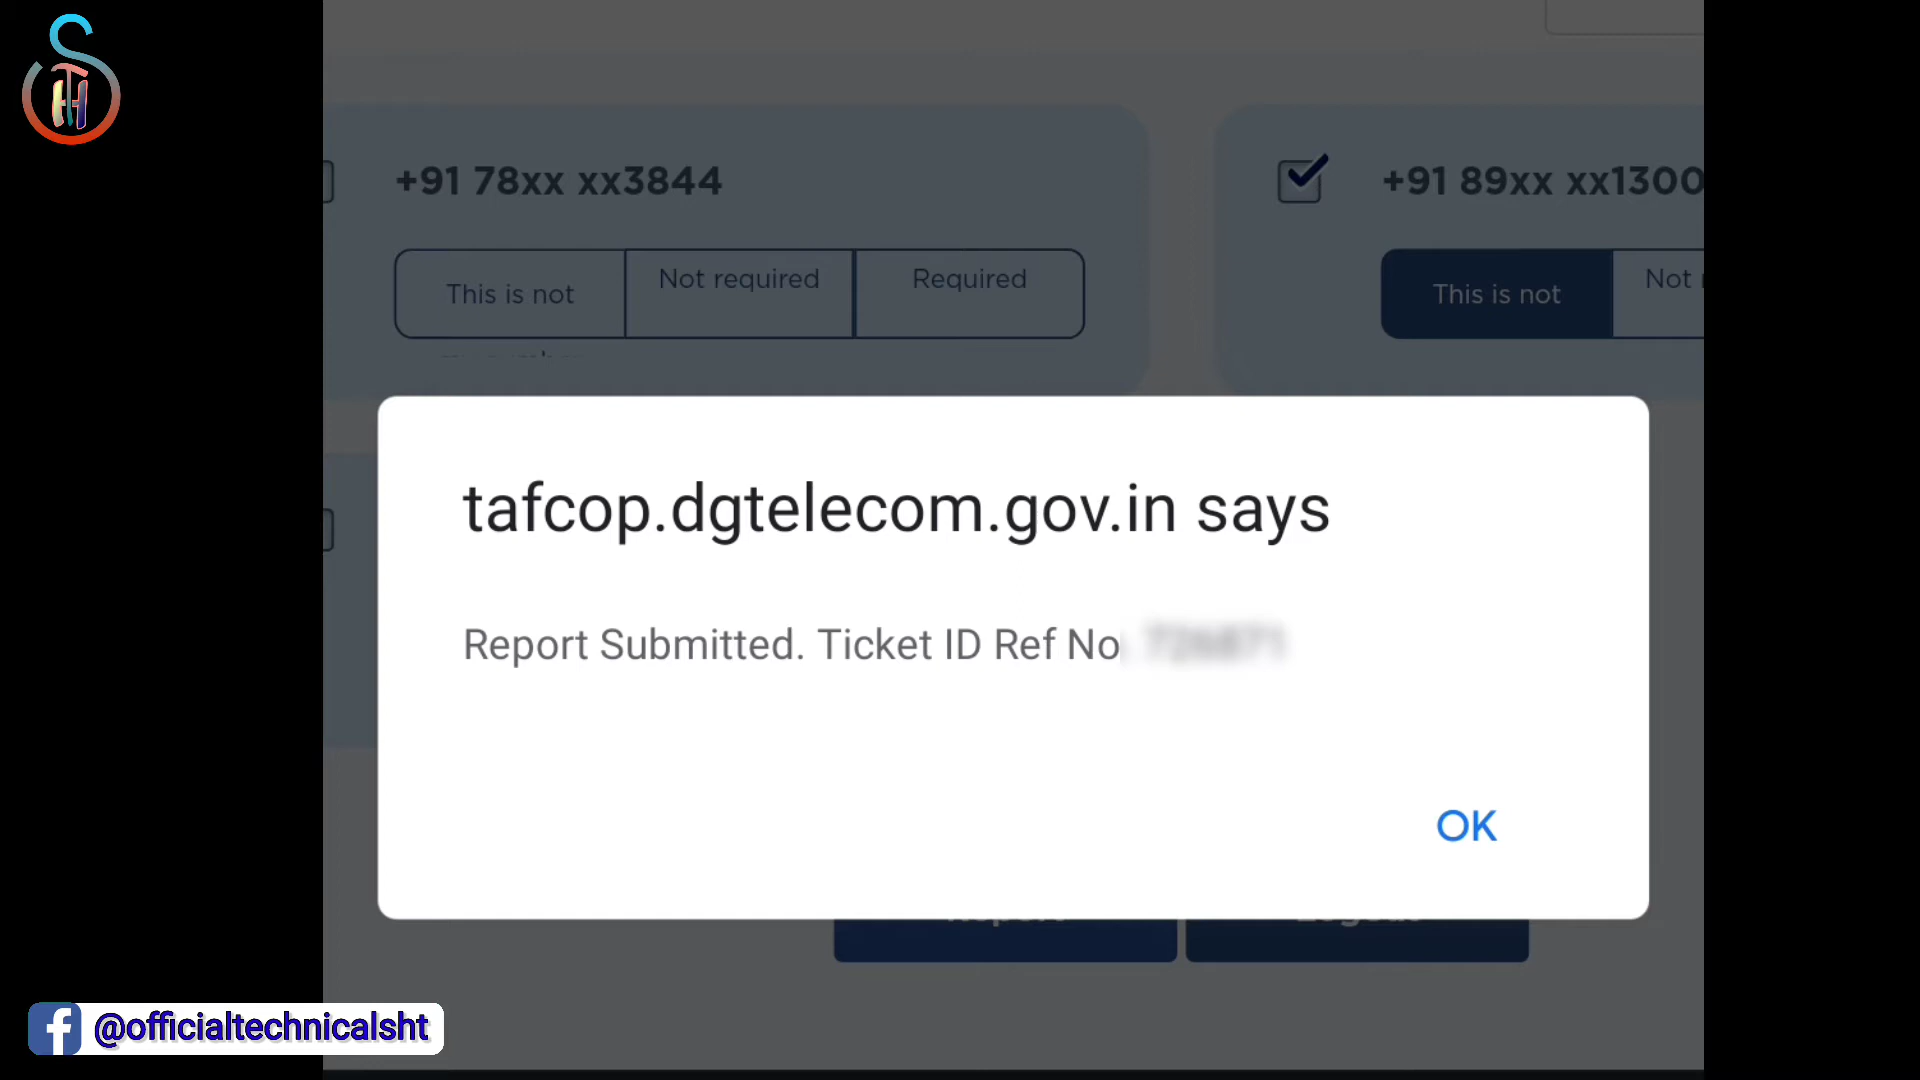 +91 78xx xx3844
+91 89xx xx1300
This is not
Not required
Required
This is not
Not
tafcop.dgtelecom.gov.in says
Report Submitted. Ticket ID Ref No
OK
@officialtechnicalsht